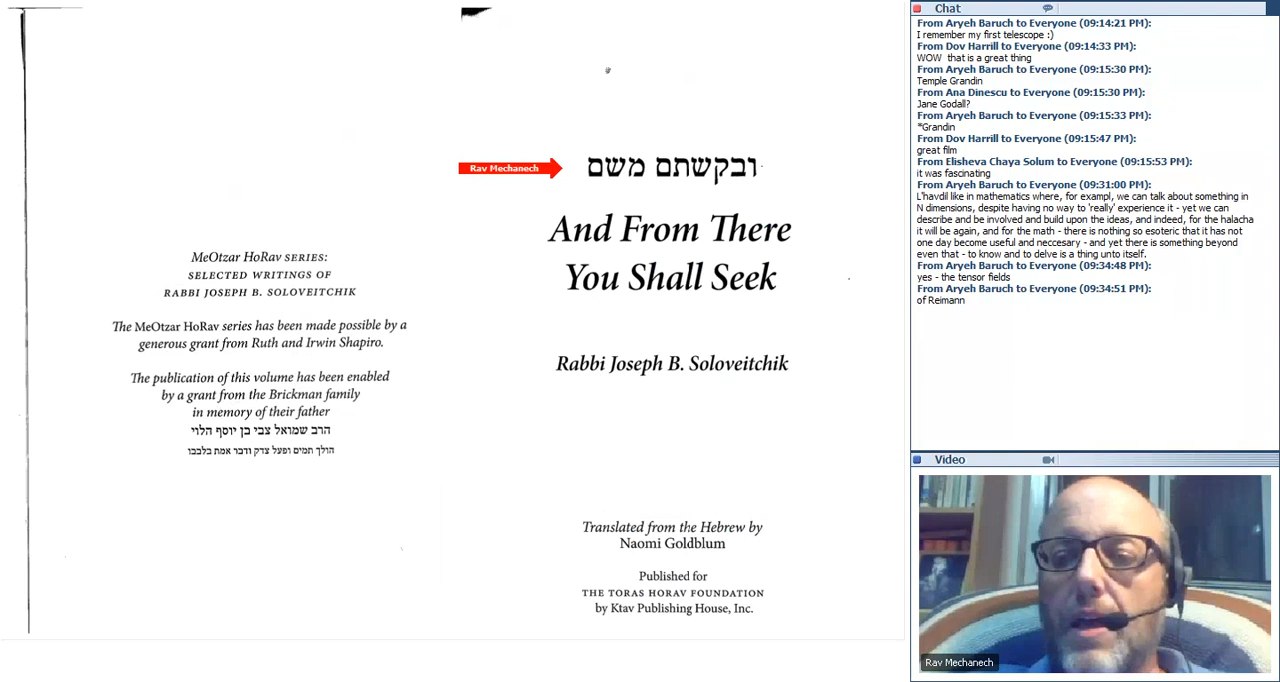 MeOtzar HoRav SERIES:
SELECTED WRITINGS OF
RABBI JOSEPH B. SOLOVEITCHIK
The MeOtzar HoRav series has been made possible by a
generous grant from Ruth and Irwin Shapiro.
The publication of this volume has been enabled
by a grant from the Brickman family
in memory of their father
הרב שמואל צבי בן יוסף הלוי
הולך תמים ופעל צדק ודבר אמת בלבבו
Rav Mechanech
ובקשתם משם
And From There
You Shall Seek
Rabbi Joseph B. Soloveitchik
Translated from the Hebrew by
Naomi Goldblum
Published for
THE TORAS HORAV FOUNDATION
by Ktav Publishing House, Inc.
Chat
From Aryeh Baruch to Everyone (09:14:21 PM):
I remember my first telescope :)
From Dov Harrill to Everyone (09:14:33 PM):
WOW that is a great thing
From Aryeh Baruch to Everyone (09:15:30 PM):
Temple Grandin
From Ana Dinescu to Everyone (09:15:30 PM):
Jane Godall?
From Aryeh Baruch to Everyone (09:15:33 PM):
*Grandin
From Dov Harrill to Everyone (09:15:47 PM):
great film
From Elisheva Chaya Solum to Everyone (09:15:53 PM):
it was fascinating
From Aryeh Baruch to Everyone (09:31:00 PM):
L'havdil like in mathematics where, for exampl, we can talk about something in
N dimensions, despite having no way to 'really' experience it - yet we can
describe and be involved and build upon the ideas, and indeed, for the halacha
it will be again, and for the math - there is nothing so esoteric that it has not
one day become useful and neccesary - and yet there is something beyond
even that - to know and to delve is a thing unto itself.
From Aryeh Baruch to Everyone (09:34:48 PM):
yes - the tensor fields
From Aryeh Baruch to Everyone (09:34:51 PM):
of Reimann
Video
Rav Mechanech